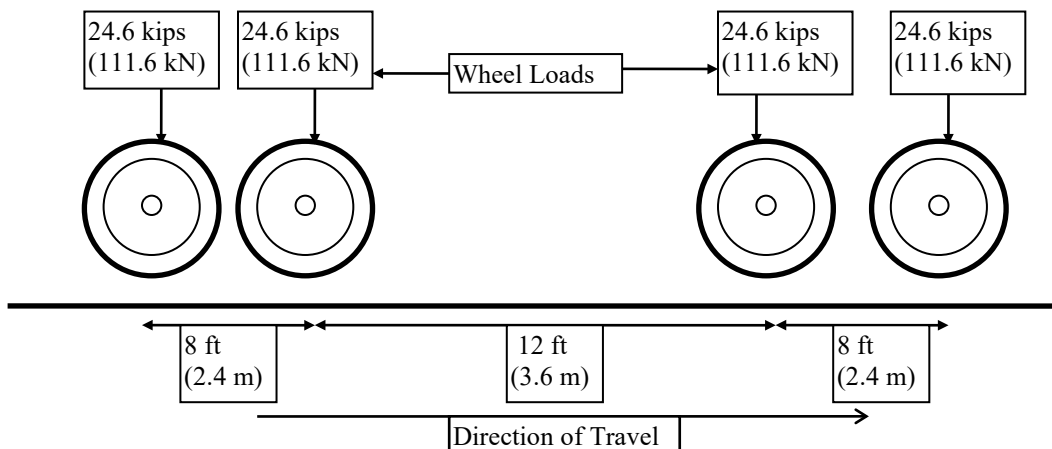 24.6 kips
(111.6 kN)
24.6 kips
(111.6 kN)
Wheel Loads
24.6 kips
(111.6 kN)
24.6 kips
(111.6 kN)
8 ft
(2.4 m)
12 ft
(3.6 m)
8 ft
(2.4 m)
Direction of Travel